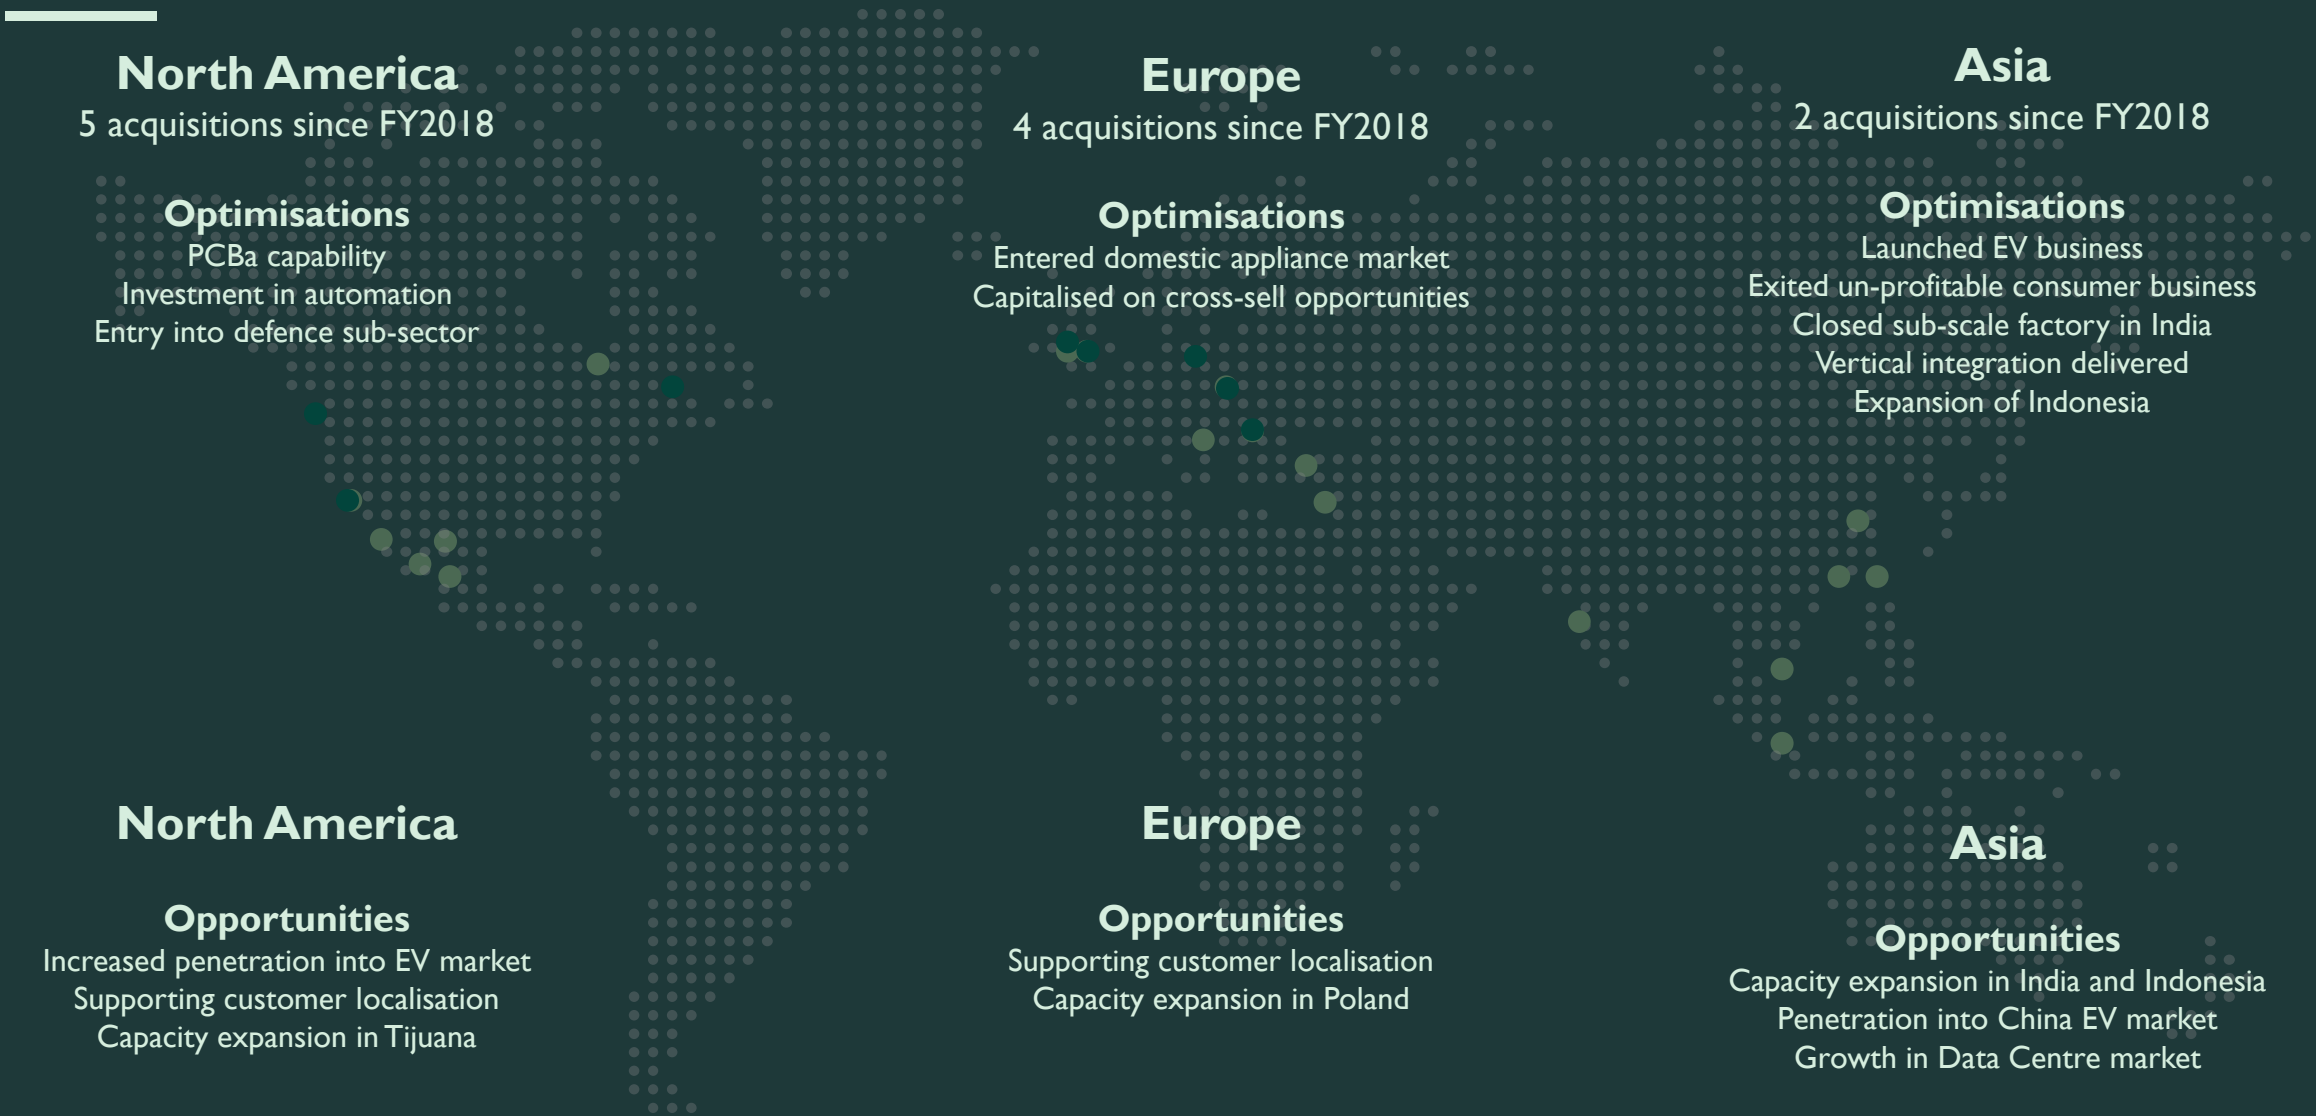 North America
5 acquisitions since FY2018
Optimisations
PCBa capability
Investment in automation
Entry into defence sub-sector
Europe
4 acquisitions since FY2018
Optimisations
Entered domestic appliance market
Capitalised on cross-sell opportunities
Asia
2 acquisitions since FY2018
Optimisations
Launched EV business
Exited un-profitable consumer business
Closed sub-scale factory in India
Vertical integration delivered
Expansion of Indonesia
North America
Opportunities
Increased penetration into EV market
Supporting customer localisation
Capacity expansion in Tijuana
Europe
Opportunities
Supporting customer localisation
Capacity expansion in Poland
Asia
Opportunities
Capacity expansion in India and Indonesia
Penetration into China EV market
Growth in Data Centre market